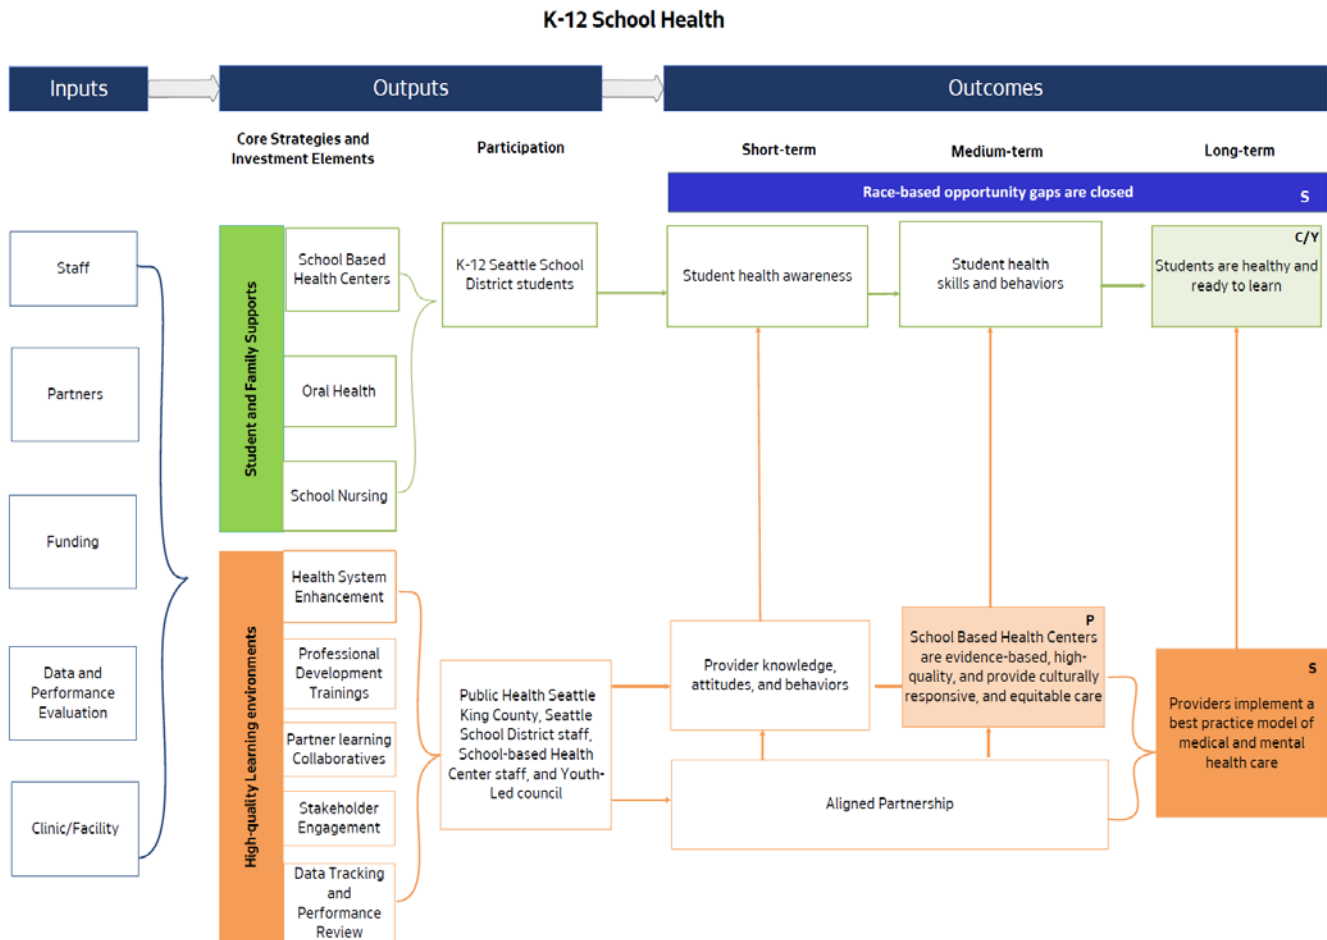 K-12 School Health
Inputs
Outputs
Outcomes
Core Strategies and
Investment Elements
Participation
Short-term
Medium-term
Long-term
Race-based opportunity gaps are closed
S
Staff
Partners
Funding
Data and
Performance
Evaluation
Clinic/Facility
Student and Family Supports
School Based
Health Centers
Oral Health
School Nursing
K-12 Seattle School
District students
Student health awareness
Student health
skills and behaviors
C/Y
Students are healthy and
ready to learn
High-quality Learning environments
Health System
Enhancement
Professional
Development
Trainings
Partner learning
Collaboratives
Stakeholder
Engagement
Data Tracking
and
Performance
Review
Public Health Seattle
King County, Seattle
School District staff,
School-based Health
Center staff, and Youth-
Led council
Provider knowledge,
attitudes, and behaviors
P
School Based Health Centers
are evidence-based, high-
quality, and provide culturally
responsive, and equitable care
Aligned Partnership
S
Providers implement a
best practice model of
medical and mental
health care